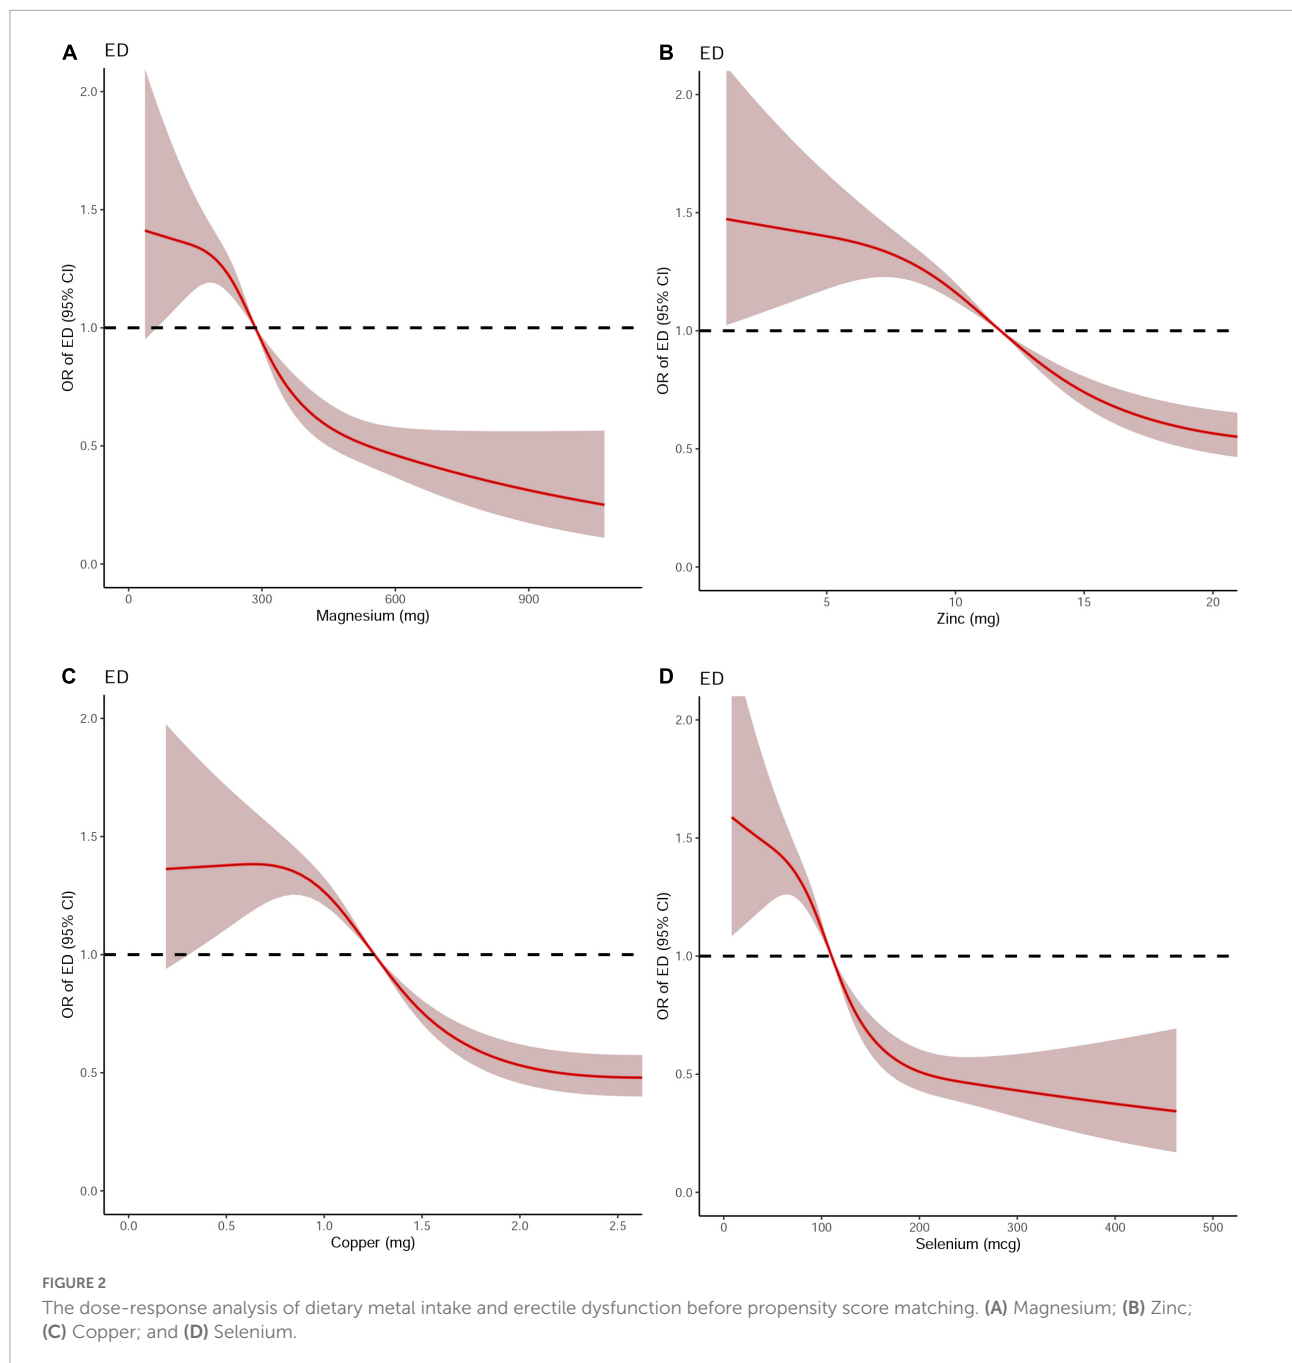 A ED
2.0
1.5
1.0
0.5
0.0
OR of ED (95% CI)
0 300 600 900
Magnesium (mg)
B ED
2.0
1.5
1.0
0.5
0.0
OR of ED (95% CI)
5 10 15 20
Zinc (mg)
C ED
2.0
1.5
1.0
0.5
0.0
OR of ED (95% CI)
0.0 0.5 1.0 1.5 2.0 2.5
Copper (mg)
D ED
2.0
1.5
1.0
0.5
0.0
OR of ED (95% CI)
0 100 200 300 400 500
Selenium (mcg)
FIGURE 2
The dose-response analysis of dietary metal intake and erectile dysfunction before propensity score matching. (A) Magnesium; (B) Zinc;
(C) Copper; and (D) Selenium.